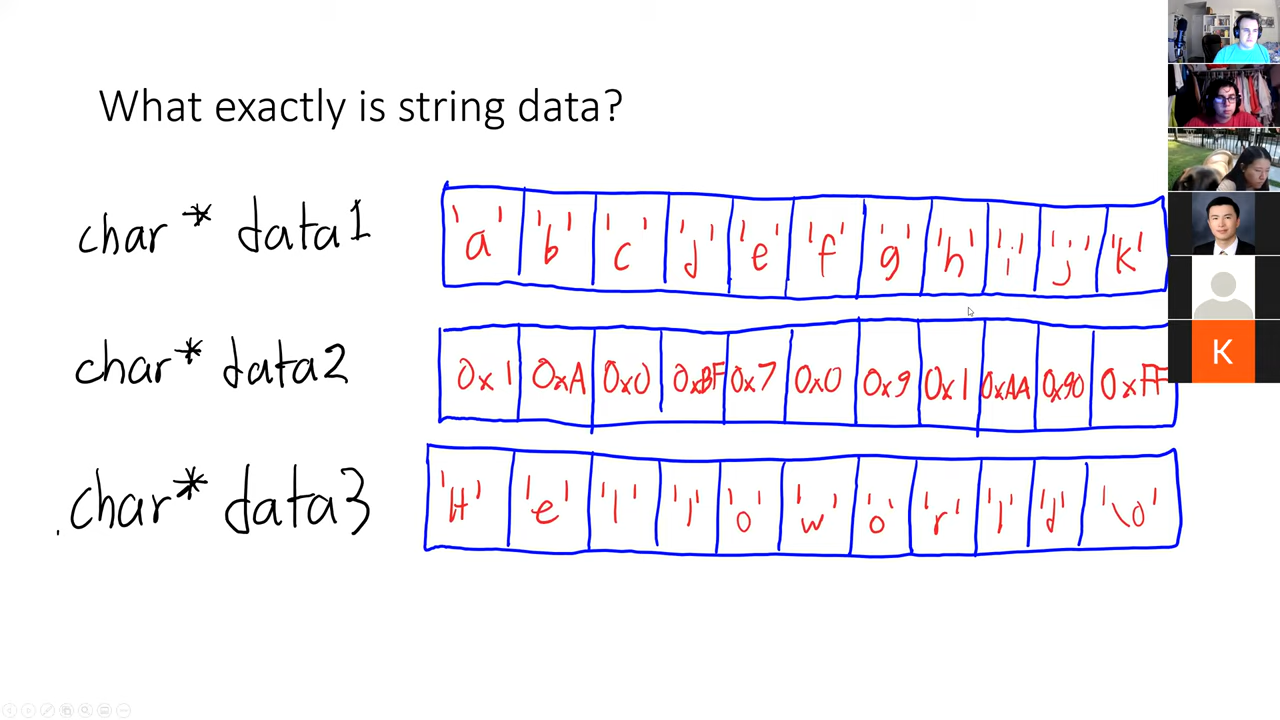 What exactly is string data?
char * data1 'a' 'b' 'c' 'd' 'e' 'f' 'g' 'h' 'i' 'j' 'k'
char* data2 0x1 0xA 0x0 0xBF 0x7 0x0 0x9 0x1 0xAA 0x90 0xFF
char* data3 'H' 'e' 'l' 'l' 'o' 'w' 'o' 'r' 'l' 'd' '\0'
K